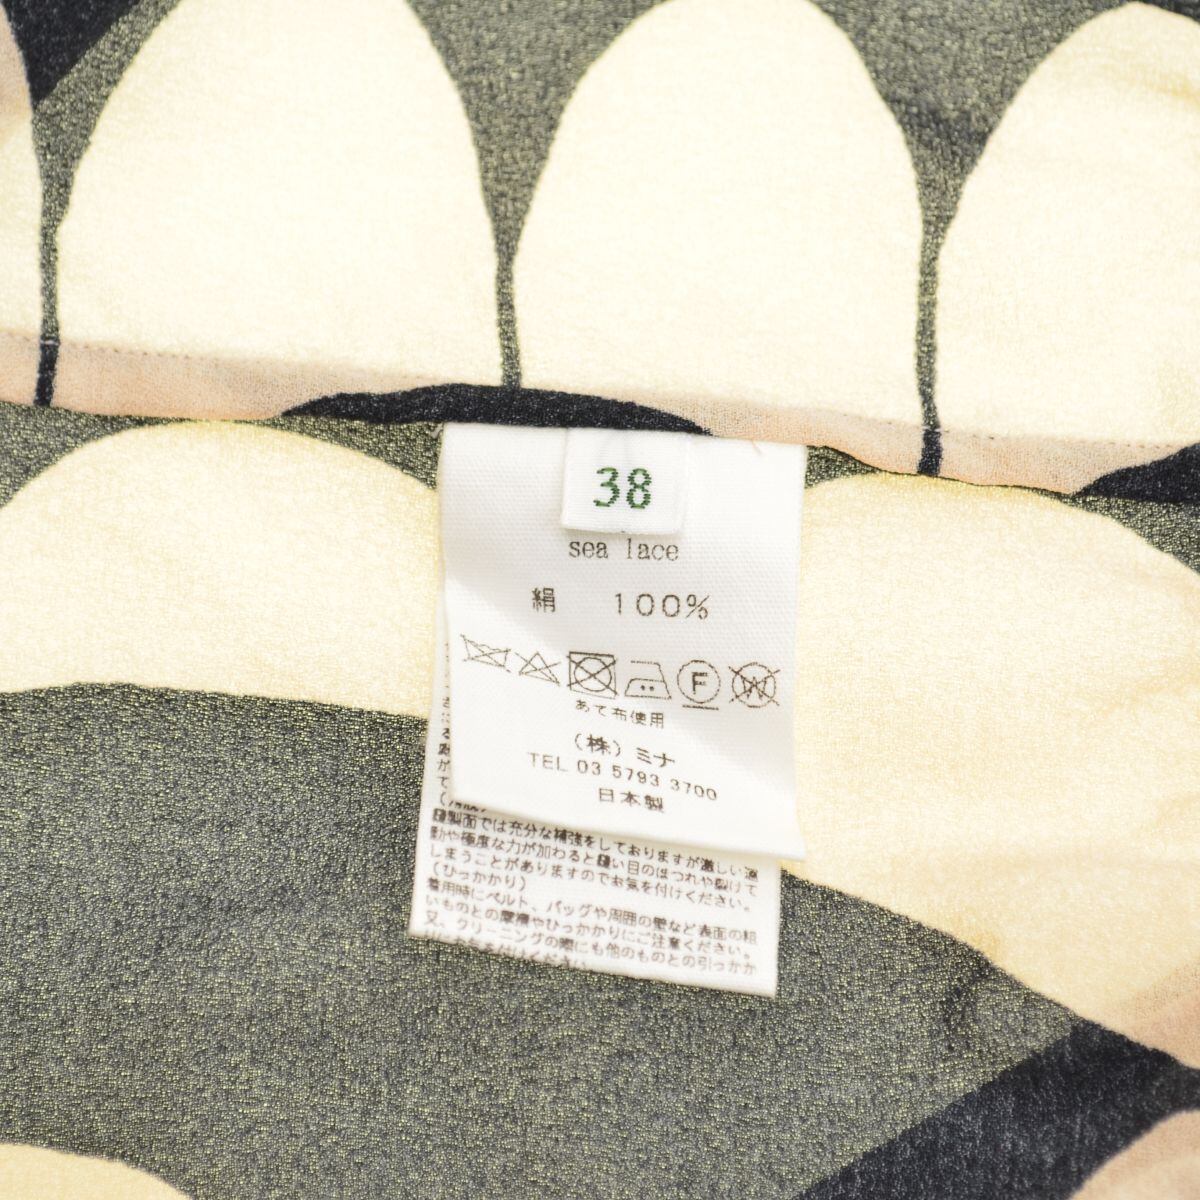 38
sea lace
絹 100%
F W
あて布使用
(株) ミナ
TEL 03 5793 3700
日本製
縫製面では充分な補強をしておりますが激しい運
動や極度な力が加わると縫い目のほつれや裂けて
しまうことがありますのでお気を付けください。
(ひっかかり)
着用時にベルト、バッグや周囲の壁など表面の粗
いものとの摩擦やひっかかりにご注意ください。
又、クリーニングの際にも他のものとの引っかか